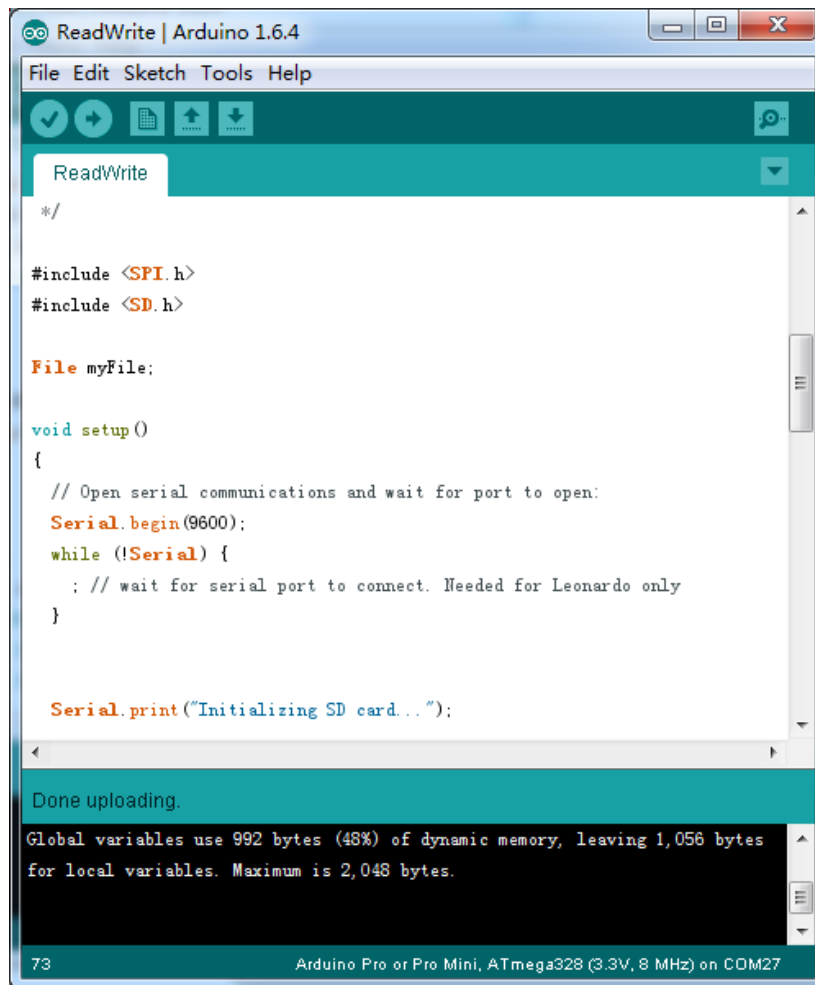 ReadWrite | Arduino 1.6.4
File Edit Sketch Tools Help
ReadWrite
*/
#include <SPI.h>
#include <SD.h>
File myFile;
void setup()
{
// Open serial communications and wait for port to open:
Serial.begin(9600);
while (!Serial) {
; // wait for serial port to connect. Needed for Leonardo only
}
Serial.print("Initializing SD card...");
Done uploading.
Global variables use 992 bytes (48%) of dynamic memory, leaving 1,056 bytes
for local variables. Maximum is 2,048 bytes.
73 Arduino Pro or Pro Mini, ATmega328 (3.3V, 8 MHz) on COM27